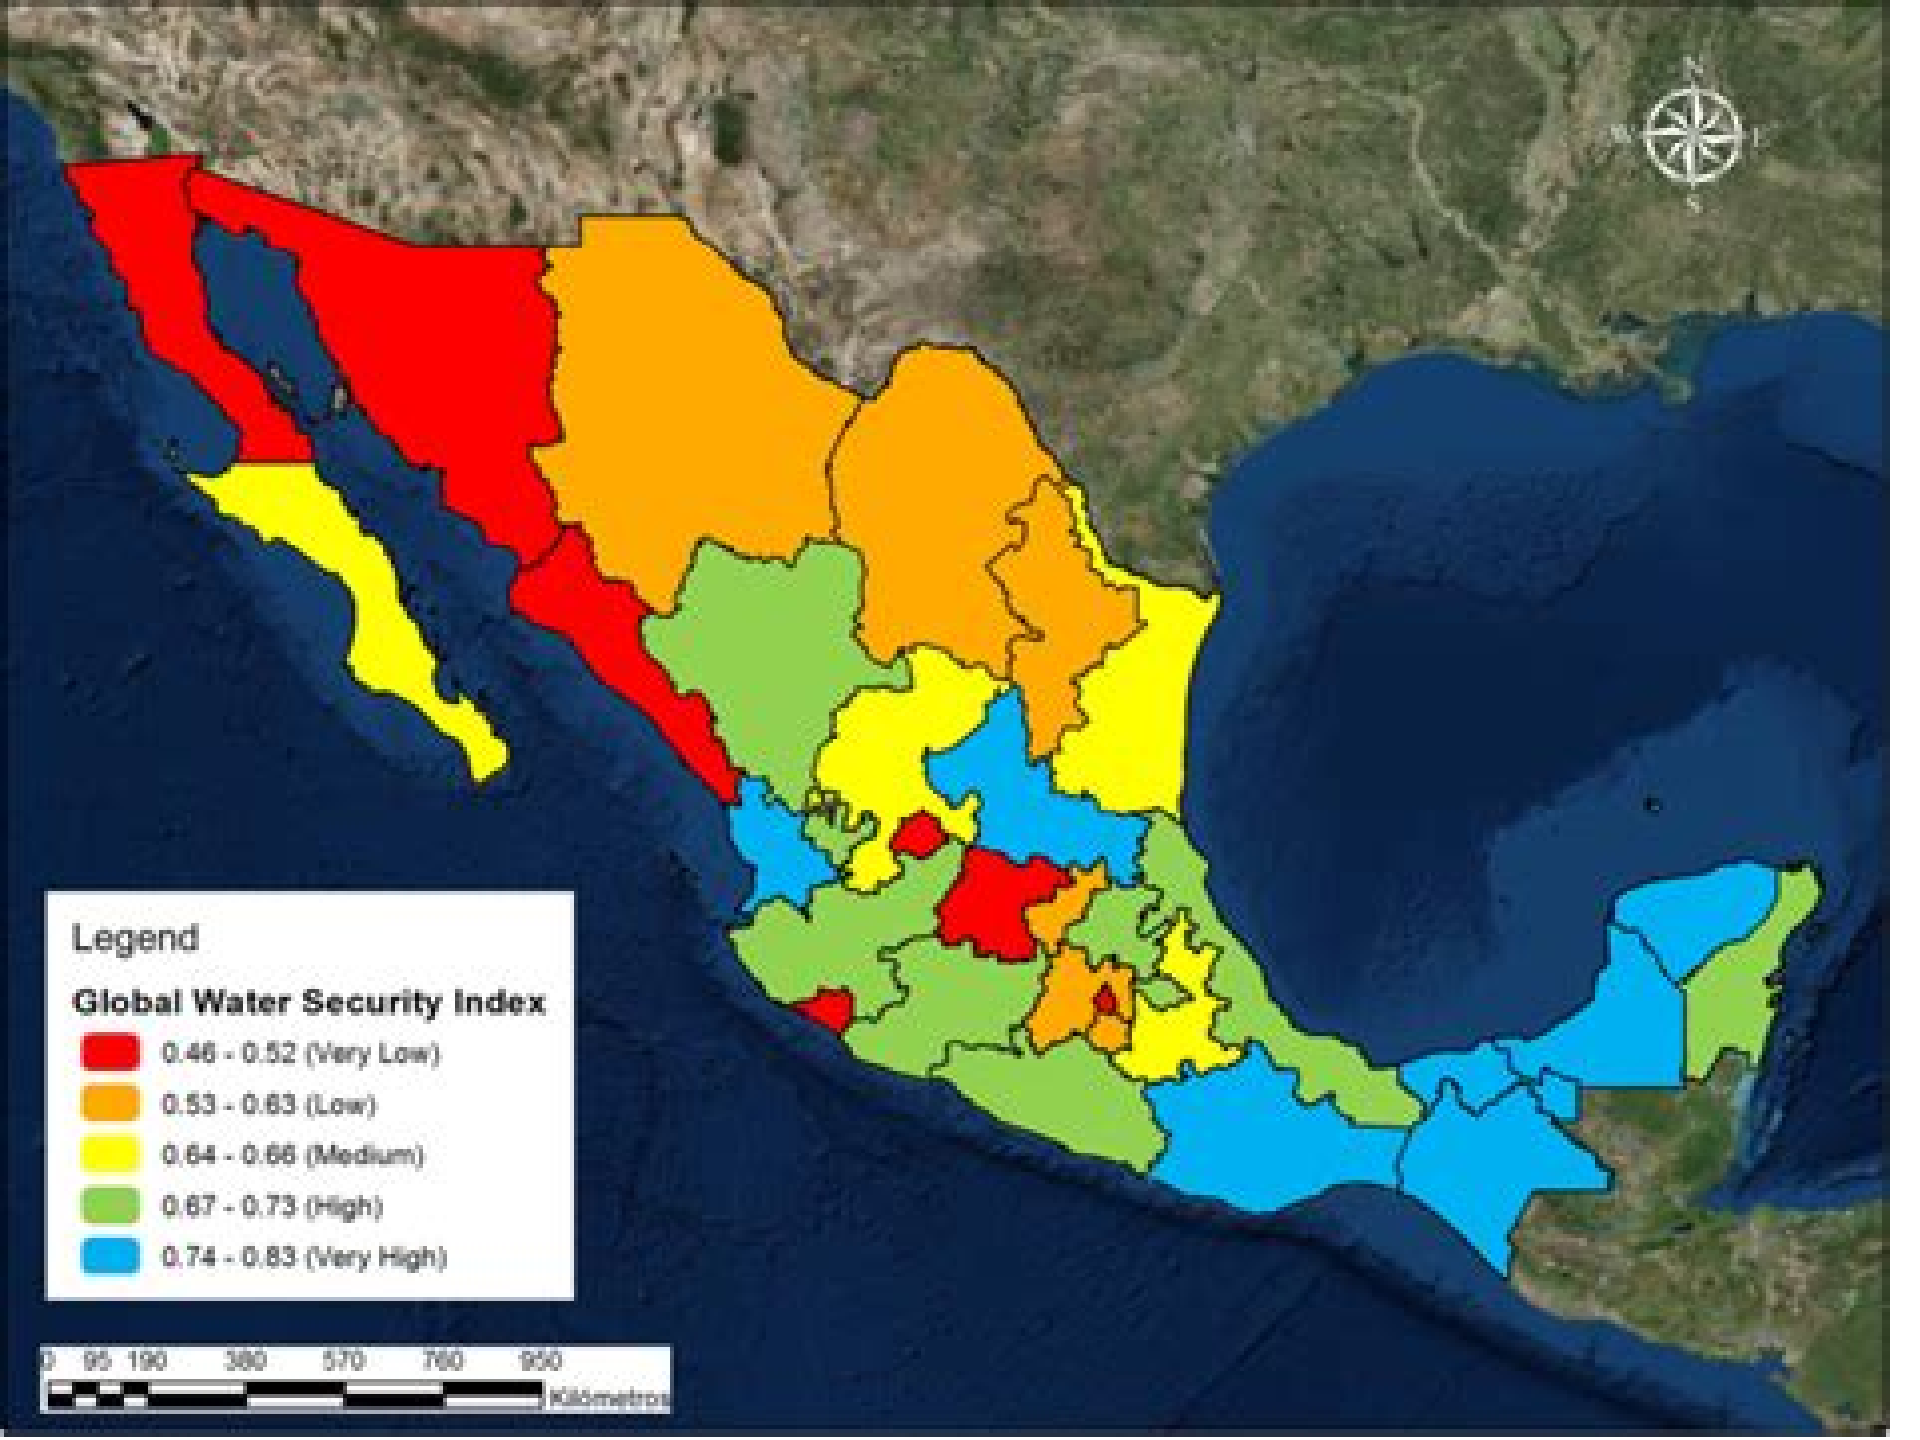 N
W
E
S
Legend
Global Water Security Index
0.46 - 0.52 (Very Low)
0.53 - 0.63 (Low)
0.64 - 0.66 (Medium)
0.67 - 0.73 (High)
0.74 - 0.83 (Very High)
0 95 190 380 570 760 950
Kilómetros